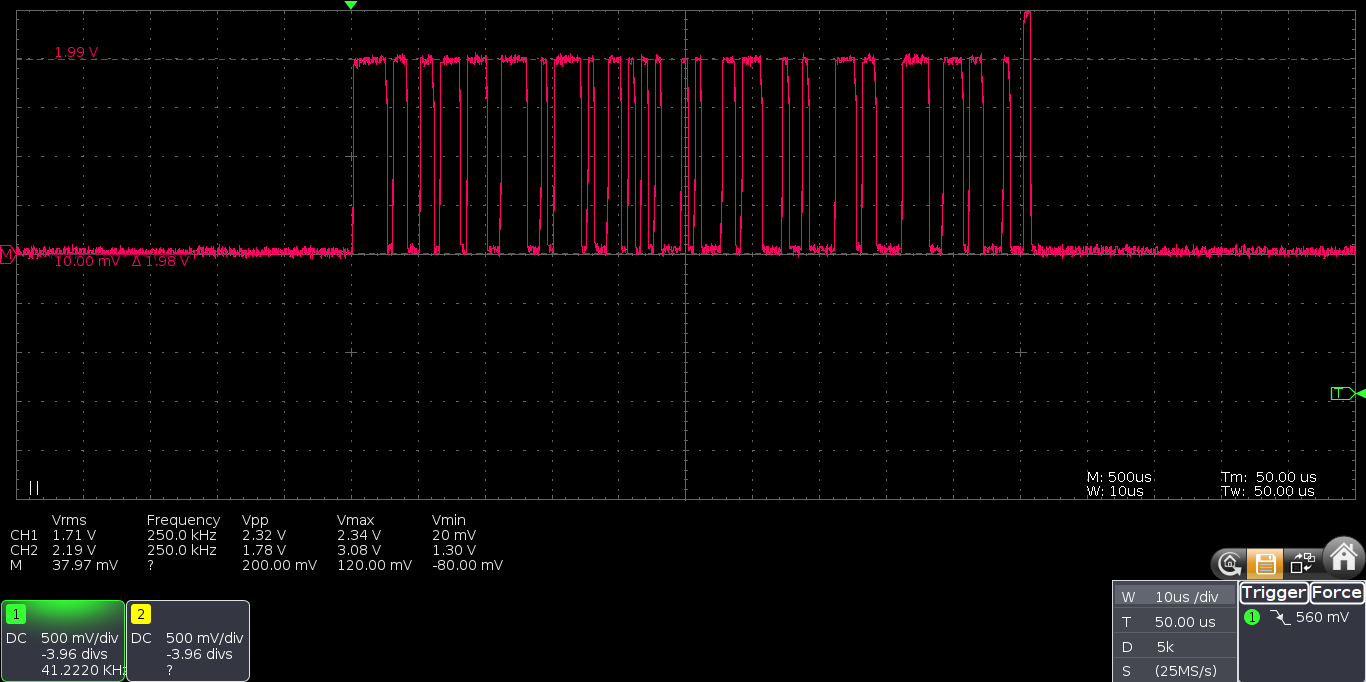 1.99 V
M
10.00 mV Δ 1.98 V
T
M: 500us Tm: 50.00 us
W: 10us Tw: 50.00 us
Vrms Frequency Vpp Vmax Vmin
CH1 1.71 V 250.0 kHz 2.32 V 2.34 V 20 mV
CH2 2.19 V 250.0 kHz 1.78 V 3.08 V 1.30 V
M 37.97 mV ? 200.00 mV 120.00 mV -80.00 mV
1
DC 500 mV/div
-3.96 divs
41.2220 KHz
2
DC 500 mV/div
-3.96 divs
?
W 10us /div
T 50.00 us
D 5k
S (25MS/s)
Trigger Force
1 560 mV